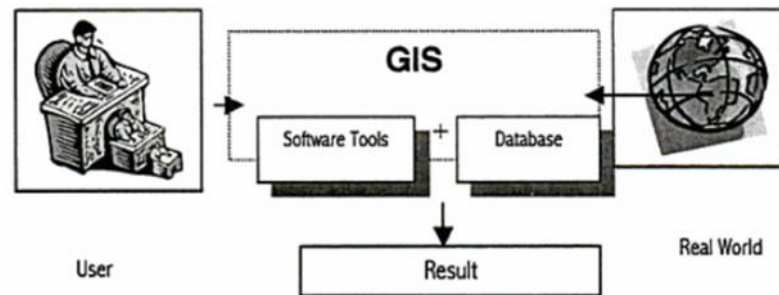 GIS
Software Tools + Database
User
Result
Real World